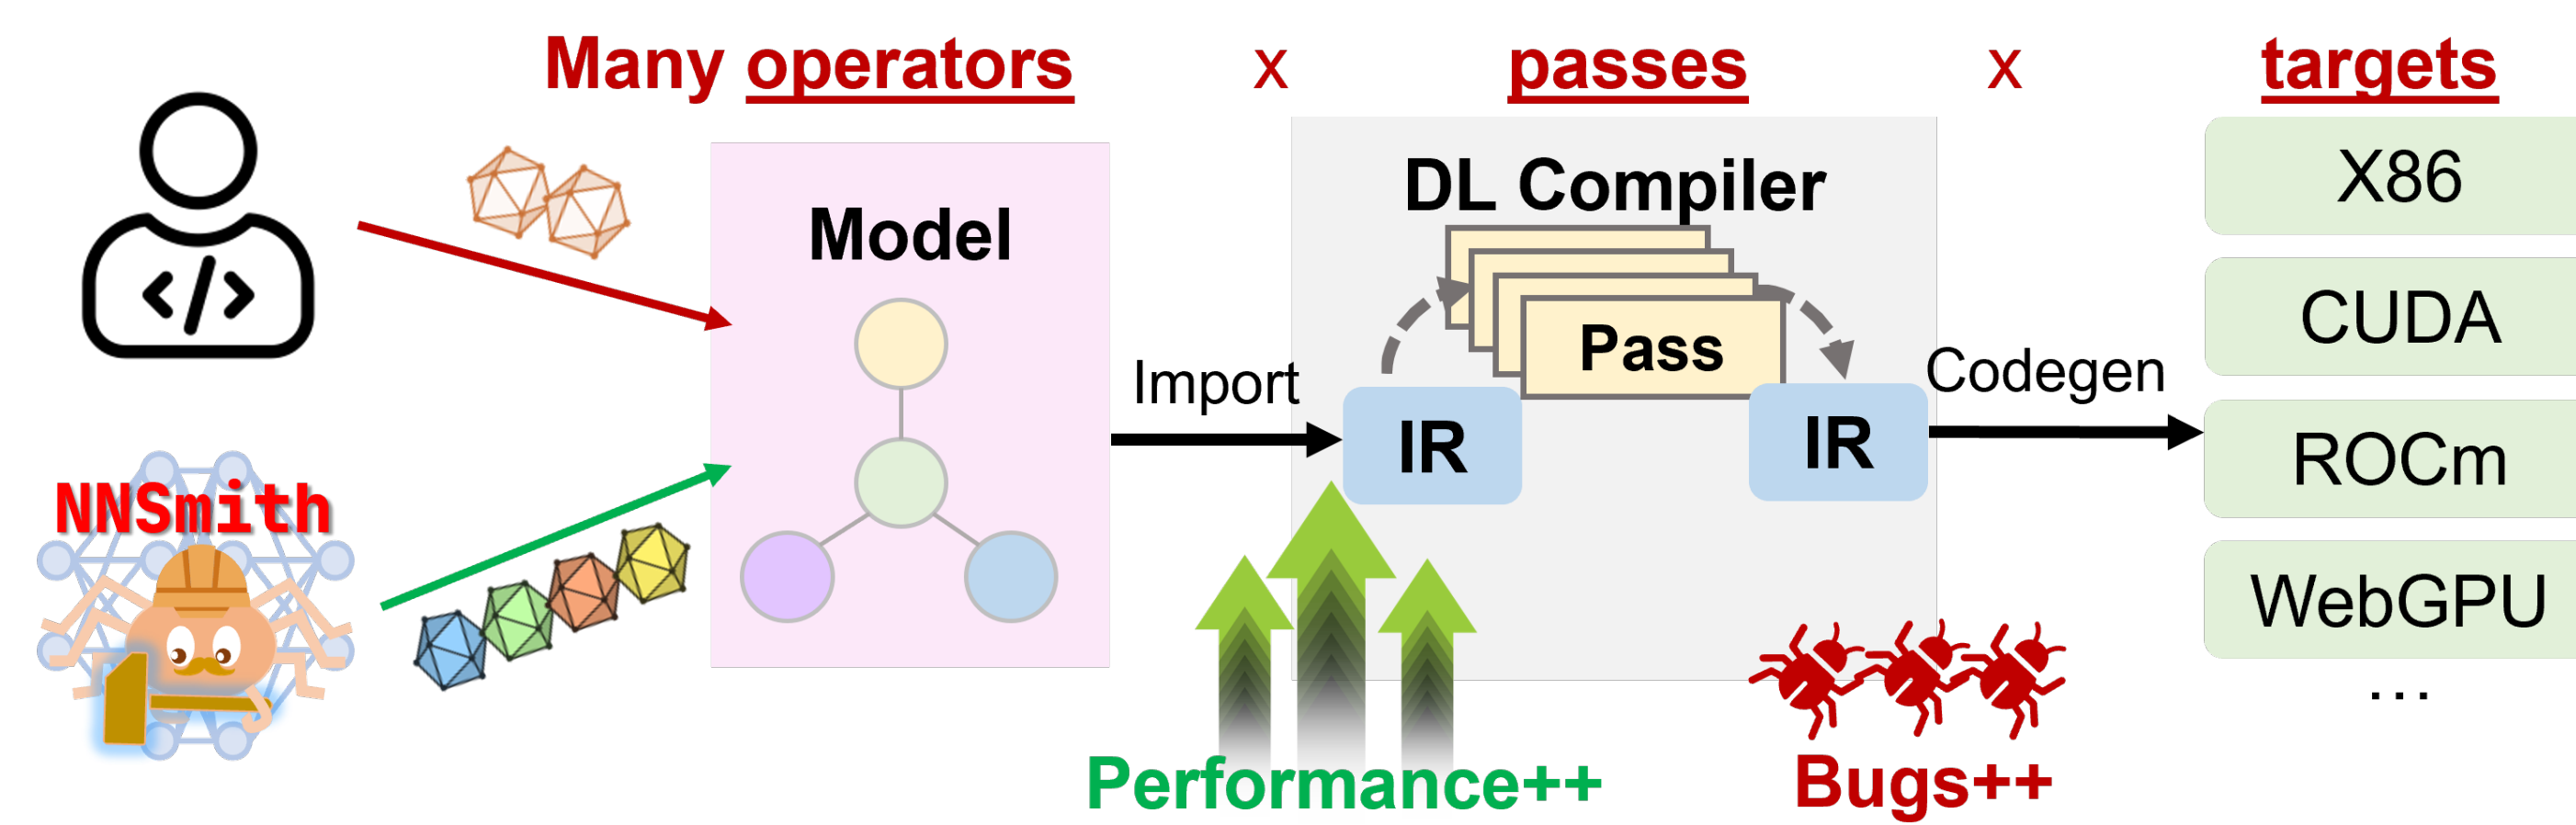 Many operators x passes x targets
</>
NNSmith
Model
Import
DL Compiler
Pass
IR
IR
Codegen
X86
CUDA
ROCm
WebGPU
...
Performance++
Bugs++